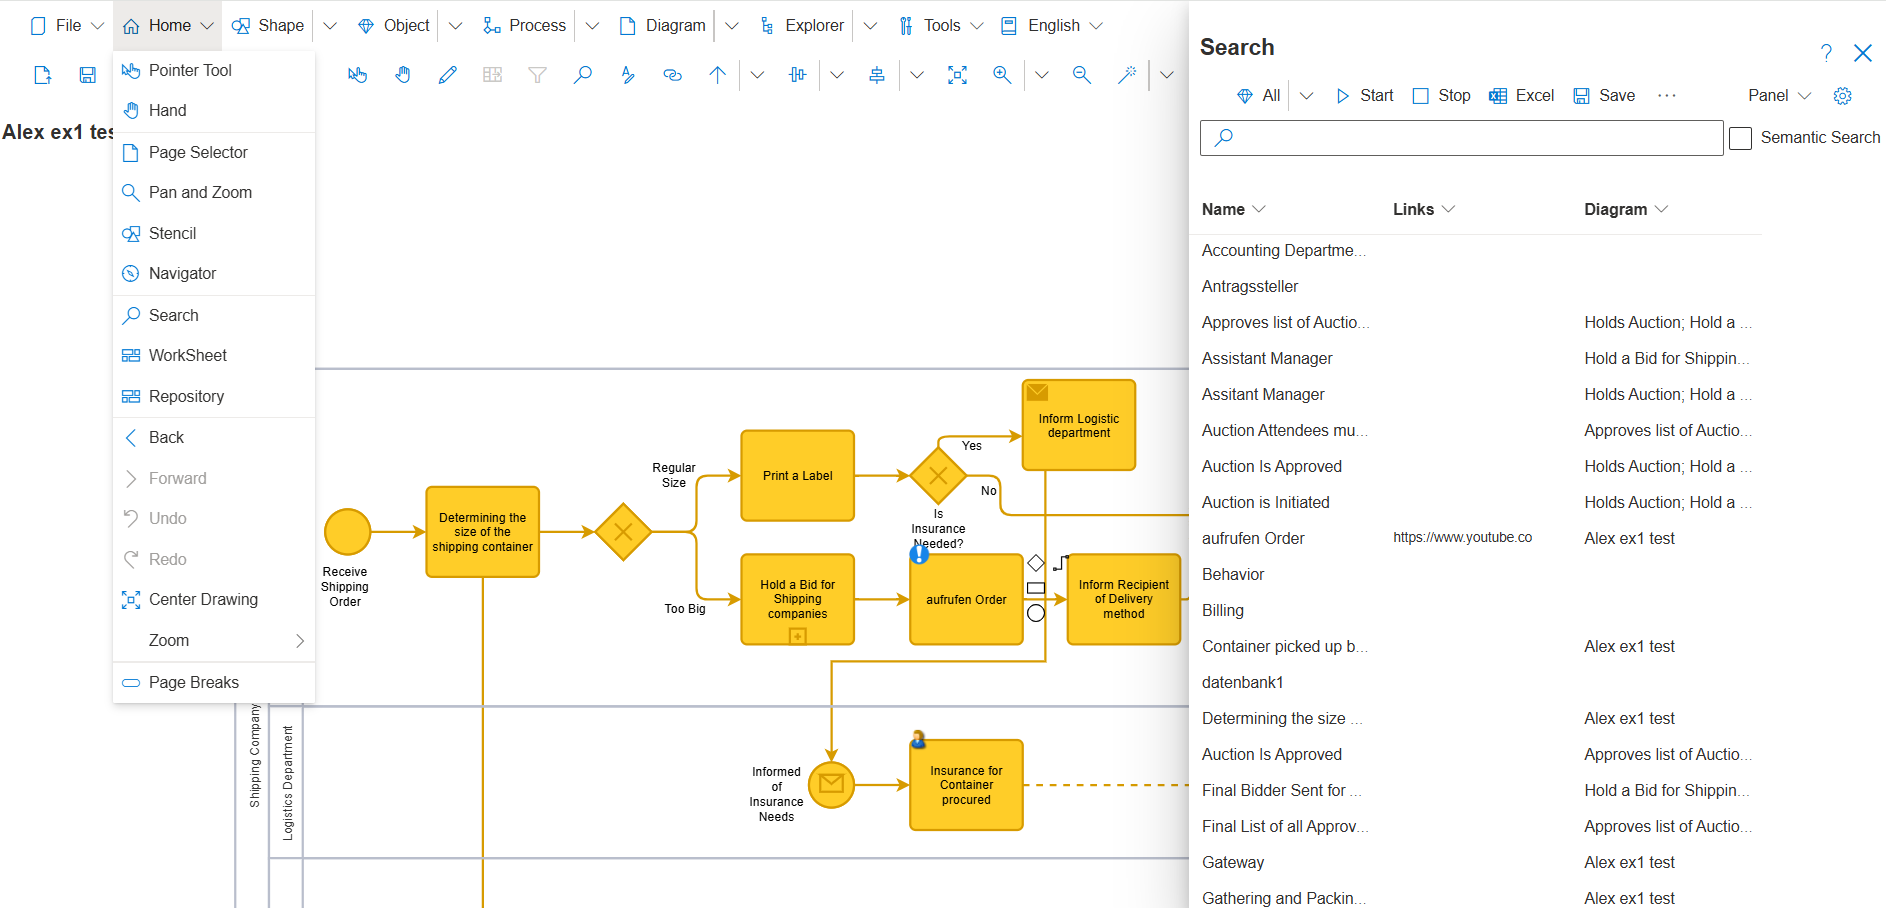 File
Home
Shape
Object
Process
Diagram
Explorer
Tools
English
Alex ex1 tes
Pointer Tool
Hand
Page Selector
Pan and Zoom
Stencil
Navigator
Search
WorkSheet
Repository
Back
Forward
Undo
Redo
Center Drawing
Zoom
Page Breaks
Shipping Company
Logistics Department
Receive
Shipping
Order
Determining the
size of the
shipping container
Regular
Size
Too Big
Print a Label
Hold a Bid for
Shipping
companies
Yes
No
Is
Insurance
Needed?
Inform Logistic
department
aufrufen Order
Inform Recipient
of Delivery
method
Informed
of
Insurance
Needs
Insurance for
Container
procured
Search
?
All
Start
Stop
Excel
Save
...
Panel
Semantic Search
Name Links Diagram
Accounting Departme...
Antragssteller
Approves list of Auctio... Holds Auction; Hold a ...
Assistant Manager Hold a Bid for Shippin...
Assitant Manager Holds Auction; Hold a ...
Auction Attendees mu... Approves list of Auctio...
Auction Is Approved Holds Auction; Hold a ...
Auction is Initiated Holds Auction; Hold a ...
aufrufen Order https://www.youtube.co Alex ex1 test
Behavior
Billing
Container picked up b... Alex ex1 test
datenbank1
Determining the size ... Alex ex1 test
Auction Is Approved Approves list of Auctio...
Final Bidder Sent for ... Hold a Bid for Shippin...
Final List of all Approv... Approves list of Auctio...
Gateway Alex ex1 test
Gathering and Packin... Alex ex1 test